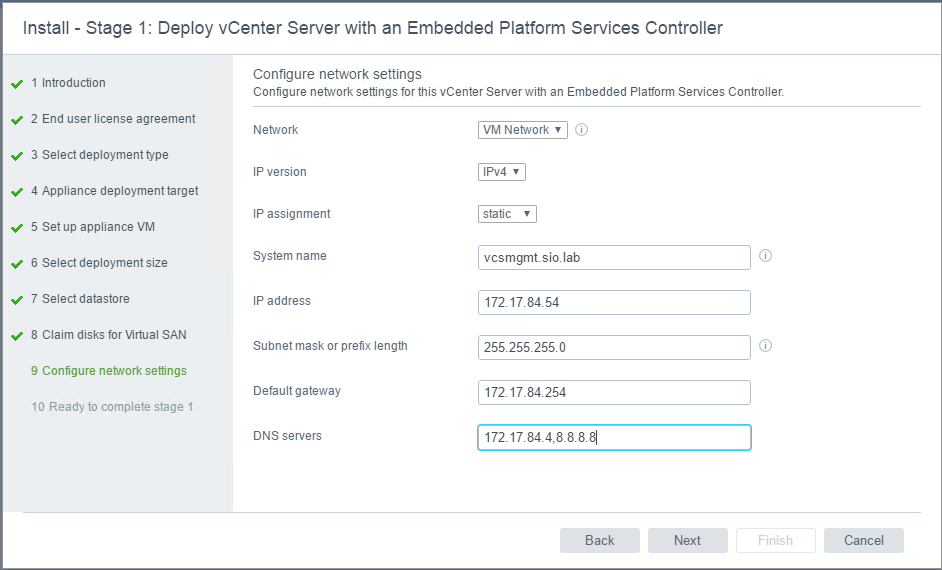 Install - Stage 1: Deploy vCenter Server with an Embedded Platform Services Controller
1 Introduction
2 End user license agreement
3 Select deployment type
4 Appliance deployment target
5 Set up appliance VM
6 Select deployment size
7 Select datastore
8 Claim disks for Virtual SAN
9 Configure network settings
10 Ready to complete stage 1
Configure network settings
Configure network settings for this vCenter Server with an Embedded Platform Services Controller.
Network VM Network
IP version IPv4
IP assignment static
System name vcsmgmt.sio.lab
IP address 172.17.84.54
Subnet mask or prefix length 255.255.255.0
Default gateway 172.17.84.254
DNS servers 172.17.84.4,8.8.8.8
Back Next Finish Cancel